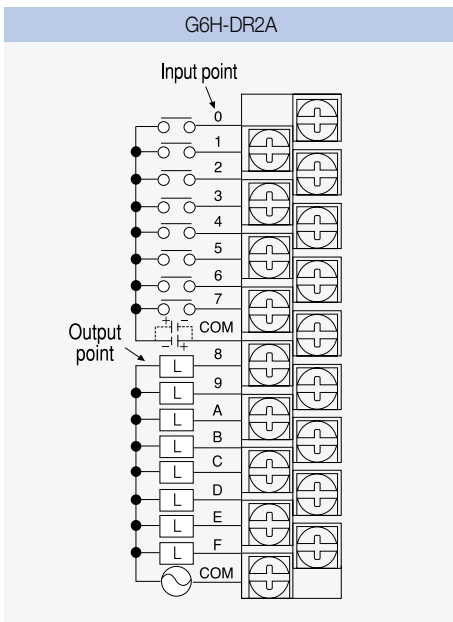 G6H-DR2A
Input point
0
1
2
3
4
5
6
7
+ -
COM
- +
Output
point
8
L
9
L
A
L
B
L
C
L
D
L
E
L
F
L
COM